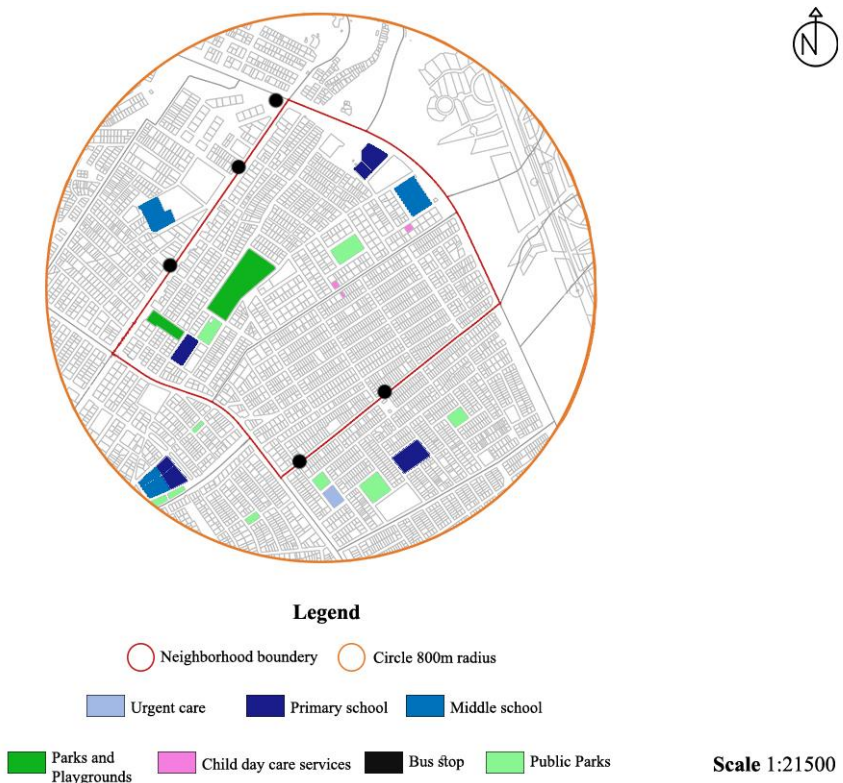 N
Legend
Neighborhood boundery
Circle 800m radius
Urgent care
Primary school
Middle school
Parks and
Playgrounds
Child day care services
Bus stop
Public Parks
Scale 1:21500